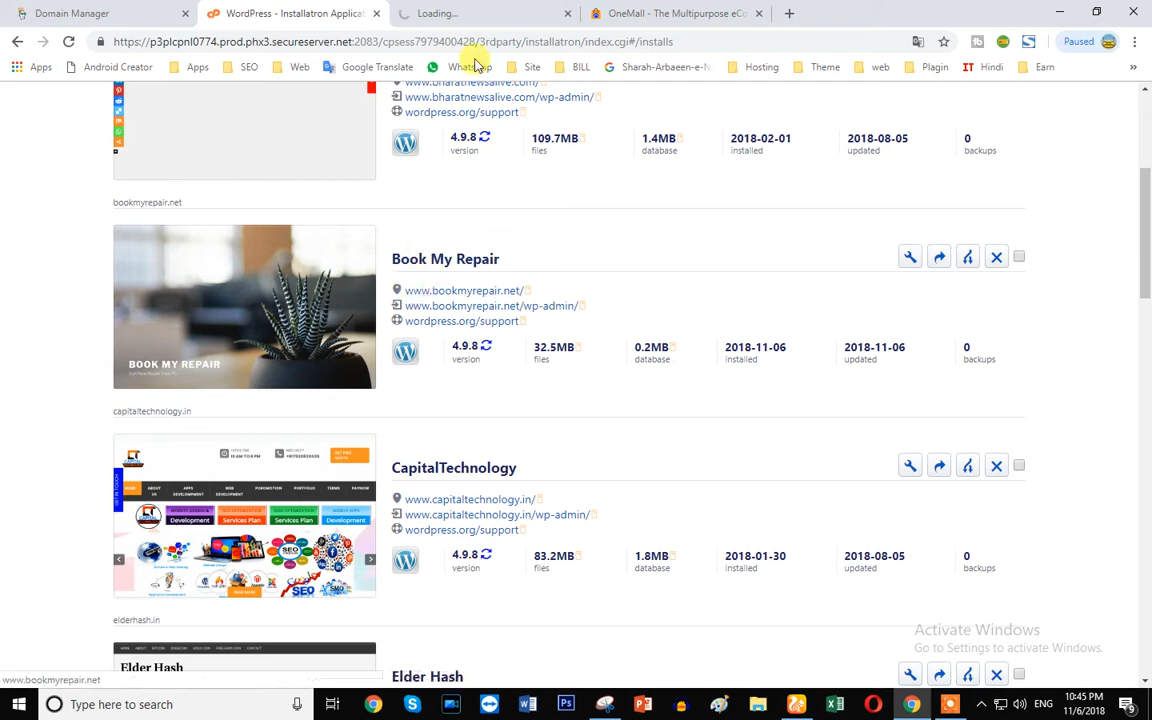 Domain Manager
WordPress - Installatron Applicat
Loading...
OneMall - The Multipurpose eCo
https://p3plcpnl0774.prod.phx3.secureserver.net:2083/cpsess7979400428/3rdparty/installatron/index.cgi#/installs
Paused
Apps
Android Creator
Apps
SEO
Web
Google Translate
WhatsApp
Site
BILL
Sharah-Arbaeen-e-N
Hosting
Theme
web
Plugin
IT Hindi
Earn
»
www.bharatnewsalive.com/
www.bharatnewsalive.com/wp-admin/
wordpress.org/support
4.9.8 109.7MB 1.4MB 2018-02-01 2018-08-05 0
version files database installed updated backups
bookmyrepair.net
Book My Repair
www.bookmyrepair.net/
www.bookmyrepair.net/wp-admin/
wordpress.org/support
4.9.8 32.5MB 0.2MB 2018-11-06 2018-11-06 0
version files database installed updated backups
BOOK MY REPAIR
capitaltechnology.in
CapitalTechnology
www.capitaltechnology.in/
www.capitaltechnology.in/wp-admin/
wordpress.org/support
4.9.8 83.2MB 1.8MB 2018-01-30 2018-08-05 0
version files database installed updated backups
elderhash.in
Elder Hash
Elder Hash
Activate Windows
Go to Settings to activate Windows.
www.bookmyrepair.net
Type here to search
ENG
10:45 PM
11/6/2018